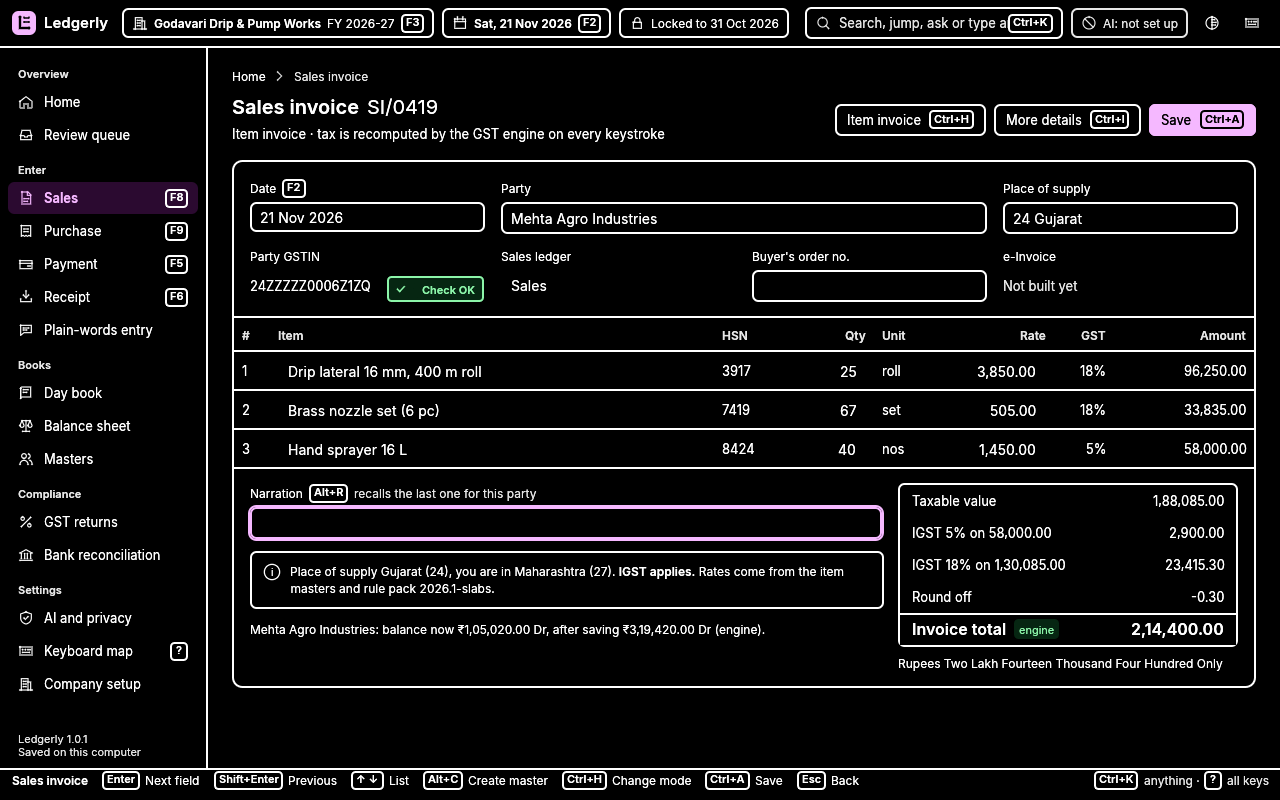 Ledgerly
Godavari Drip & Pump Works FY 2026-27 F3
Sat, 21 Nov 2026 F2
Locked to 31 Oct 2026
Search, jump, ask or type a Ctrl+K
AI: not set up
Overview
Home
Review queue
Enter
Sales F8
Purchase F9
Payment F5
Receipt F6
Plain-words entry
Books
Day book
Balance sheet
Masters
Compliance
GST returns
Bank reconciliation
Settings
AI and privacy
Keyboard map ?
Company setup
Ledgerly 1.0.1
Saved on this computer
Home > Sales invoice
Sales invoice SI/0419
Item invoice · tax is recomputed by the GST engine on every keystroke
Item invoice Ctrl+H
More details Ctrl+I
Save Ctrl+A
Date F2
Party
Place of supply
21 Nov 2026
Mehta Agro Industries
24 Gujarat
Party GSTIN
Sales ledger
Buyer's order no.
e-Invoice
24ZZZZZ0006Z1ZQ
Check OK
Sales
Not built yet
# Item HSN Qty Unit Rate GST Amount
1 Drip lateral 16 mm, 400 m roll 3917 25 roll 3,850.00 18% 96,250.00
2 Brass nozzle set (6 pc) 7419 67 set 505.00 18% 33,835.00
3 Hand sprayer 16 L 8424 40 nos 1,450.00 5% 58,000.00
Narration Alt+R recalls the last one for this party
Place of supply Gujarat (24), you are in Maharashtra (27). IGST applies. Rates come from the item
masters and rule pack 2026.1-slabs.
Mehta Agro Industries: balance now ₹1,05,020.00 Dr, after saving ₹3,19,420.00 Dr (engine).
Taxable value 1,88,085.00
IGST 5% on 58,000.00 2,900.00
IGST 18% on 1,30,085.00 23,415.30
Round off -0.30
Invoice total engine 2,14,400.00
Rupees Two Lakh Fourteen Thousand Four Hundred Only
Sales invoice Enter Next field Shift+Enter Previous ↑ ↓ List Alt+C Create master Ctrl+H Change mode Ctrl+A Save Esc Back
Ctrl+K anything · ? all keys